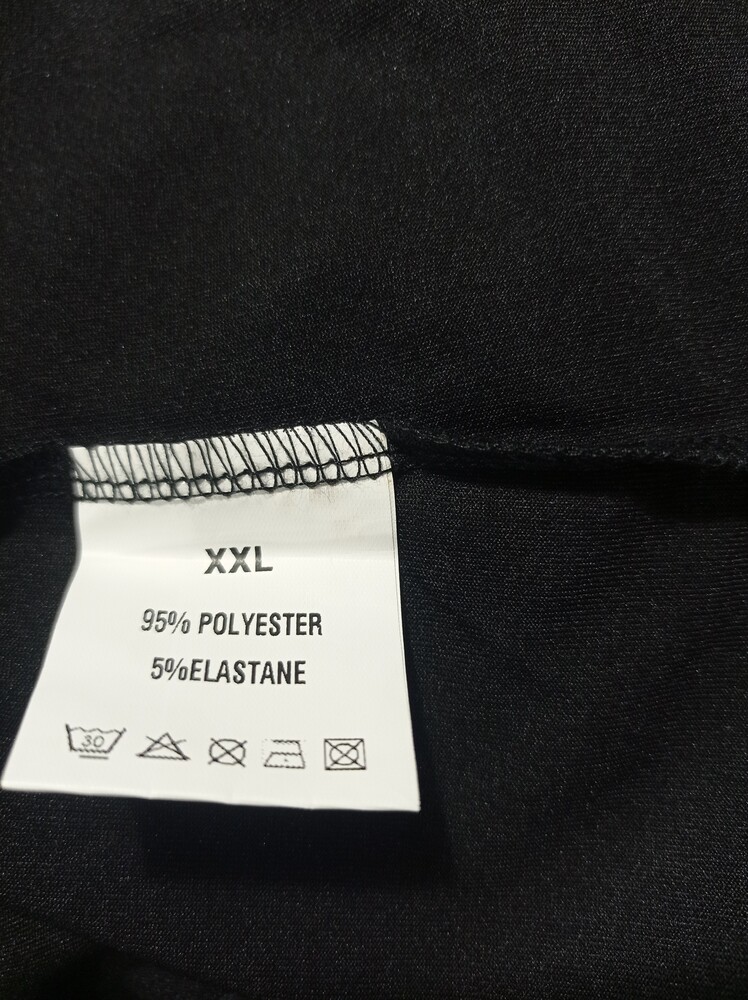 XXL
95% POLYESTER
5%ELASTANE
30